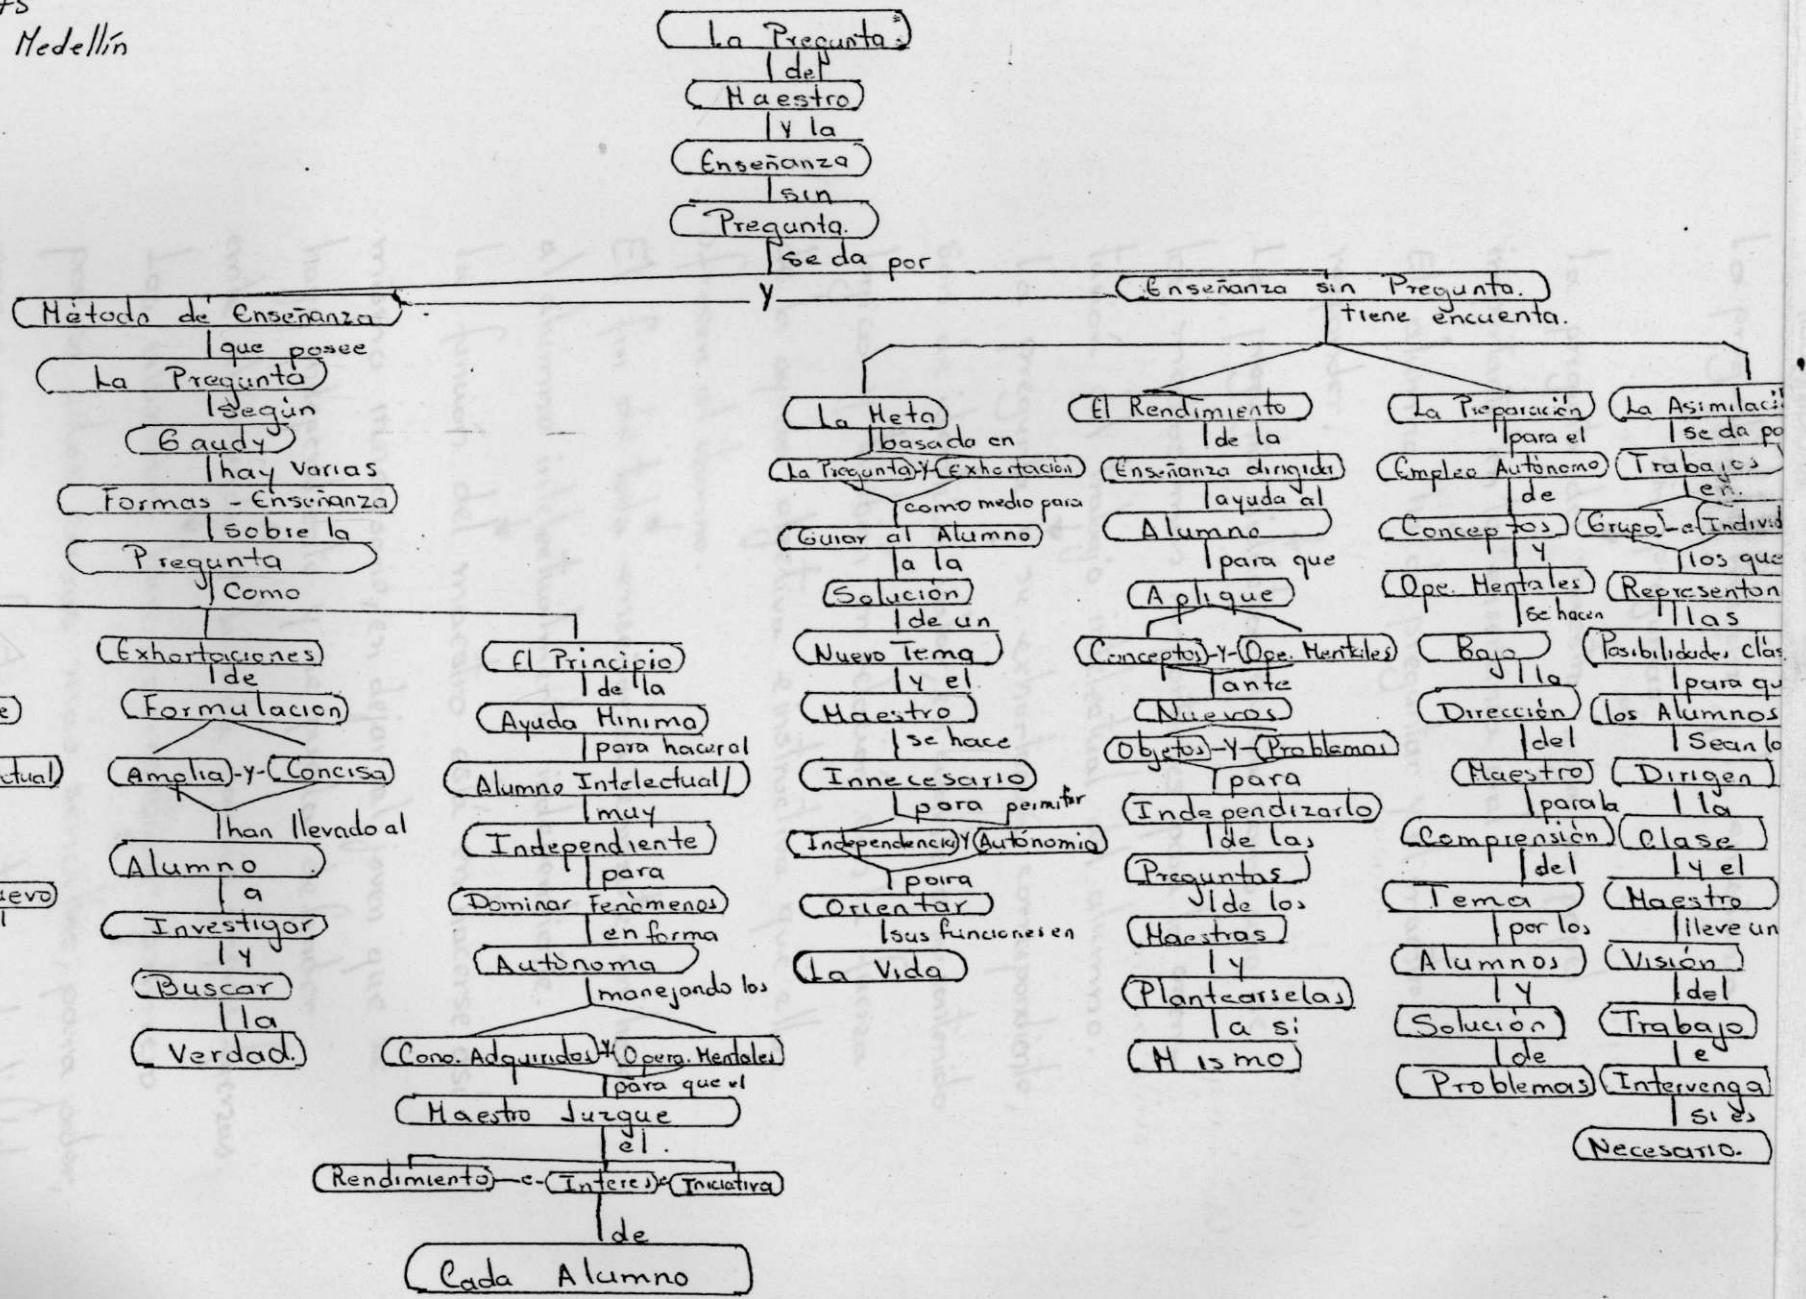 Medellín
La Pregunta
del
Maestro
y la
Enseñanza
sin
Pregunta.
se da por
Método de Enseñanza
y
Enseñanza sin Pregunta.
que posee
La Pregunta
según
Gaudy
hay varias
Formas - Enseñanza
sobre la
Pregunta
Como
Exhortaciones
de
Formulación
Amplia -y- Concisa
han llevado al
Alumno
a
Investigar
y
Buscar
la
Verdad.
El Principio
de la
Ayuda Minima
para hacer al
Alumno Intelectual
muy
Independiente
para
Dominar Fenómenos
en forma
Autónoma
manejando los
Cono. Adquiridos y Opera. Mentales
para que el
Maestro Juzgue
el.
Rendimiento -e- Interes e Iniciativa
de
Cada Alumno
tiene encuenta.
La Meta
basada en
La Pregunta -y- Exhortación
como medio para
Guiar al Alumno
a la
Solución
de un
Nuevo Tema
y el
Maestro
se hace
Innecesario
para permitir
Independencia y Autónomia
para
Orientar
sus funciones en
La Vida
El Rendimiento
de la
Enseñanza dirigida
ayuda al
Alumno
para que
Aplique
Conceptos -y- Ope. Mentales
ante
Nuevos
Objetos -y- Problemas
para
Independizarlo
de las
Preguntas
de los
Maestras
y
Plantearselas
a si
Mismo
La Preparación
para el
Empleo Autónomo
de
Conceptos
y
Ope. Mentales
se hacen
Bajo
la
Dirección
del
Maestro
para la
Comprensión
del
Tema
por los
Alumnos
y
Solución
de
Problemas
La Asimilaci
se da po
Trabajos
en.
Grupo -e- Individ
los que
Representan
las
Posibilidades clás
para qu
los Alumnos
Sean lo
Dirigen
la
Clase
y el
Maestro
lleve un
Visión
del
Trabajo
e
Intervenga
si es
Necesario.